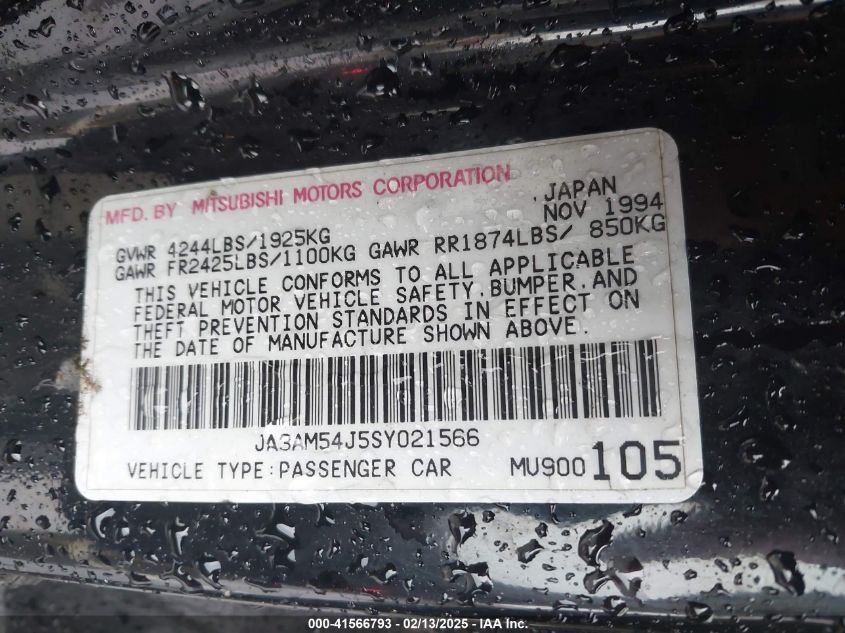 MFD. BY MITSUBISHI MOTORS CORPORATION
JAPAN
NOV 1994
GVWR 4244LBS/1925KG
GAWR FR2425LBS/1100KG GAWR RR1874LBS/ 850KG
THIS VEHICLE CONFORMS TO ALL APPLICABLE
FEDERAL MOTOR VEHICLE SAFETY, BUMPER, AND
THEFT PREVENTION STANDARDS IN EFFECT ON
THE DATE OF MANUFACTURE SHOWN ABOVE.
JA3AM54J5SY021566
VEHICLE TYPE: PASSENGER CAR MU900105
000-41566793 - 02/13/2025 - IAA Inc.